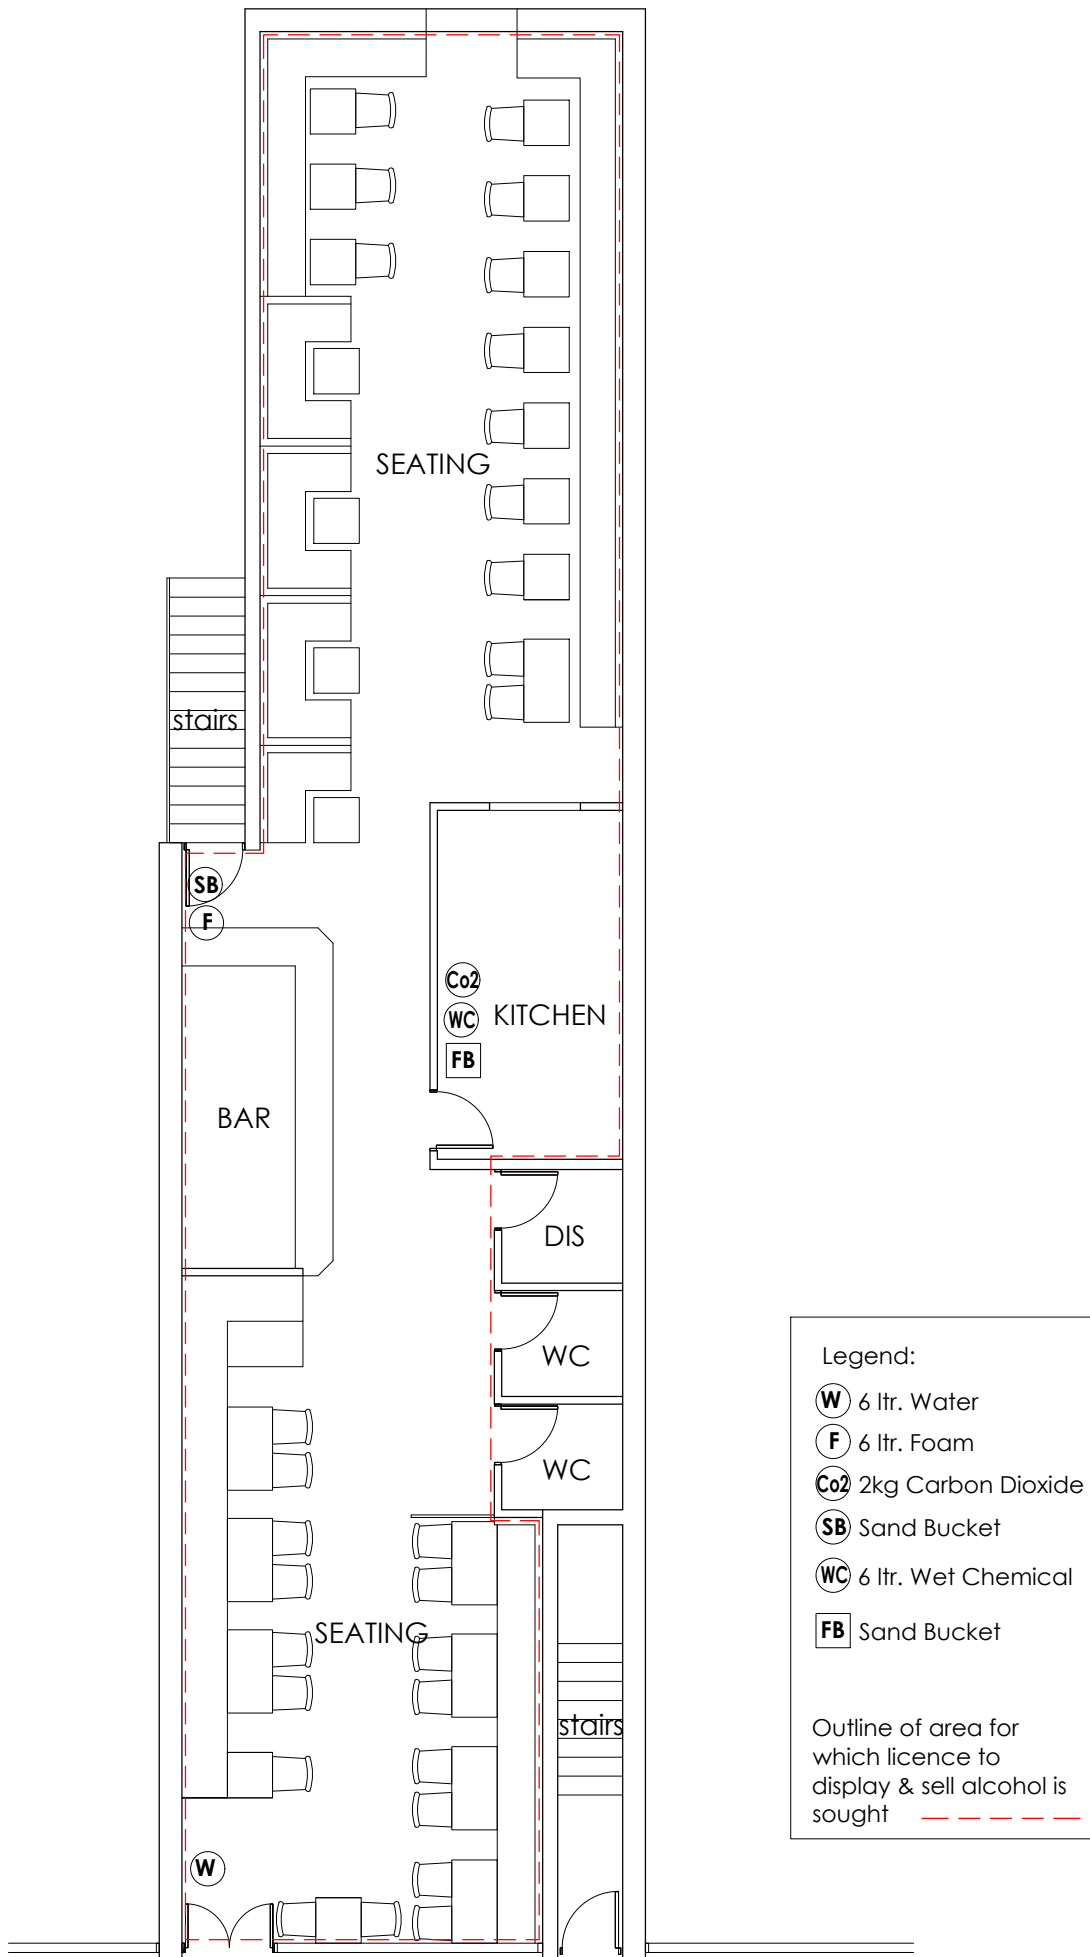 SEATING
stairs
SB
F
Co2
WC
KITCHEN
FB
BAR
DIS
WC
WC
SEATING
stairs
W
Legend:
W 6 ltr. Water
F 6 ltr. Foam
Co2 2kg Carbon Dioxide
SB Sand Bucket
WC 6 ltr. Wet Chemical
FB Sand Bucket
Outline of area for
which licence to
display & sell alcohol is
sought